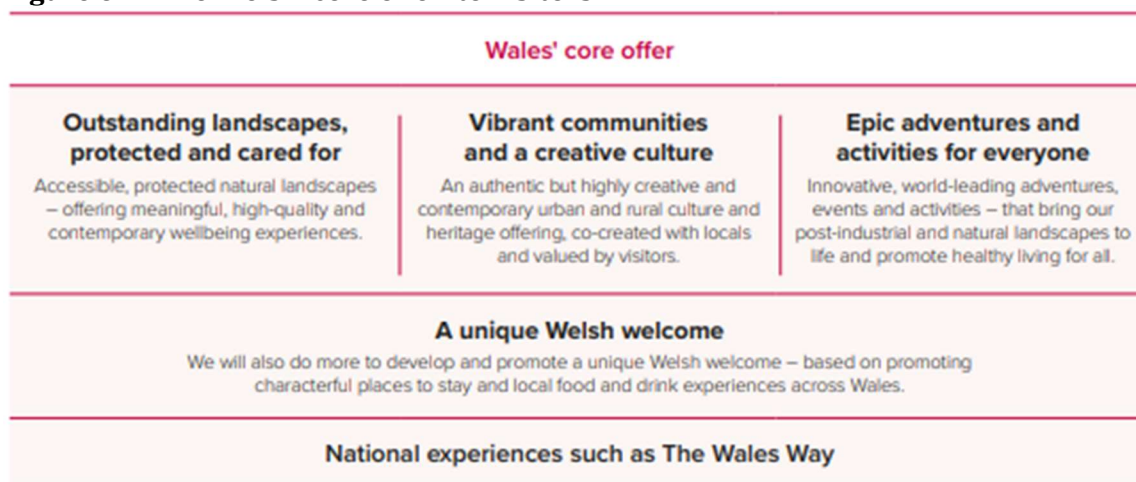 Wales' core offer
Outstanding landscapes,
protected and cared for
Accessible, protected natural landscapes
– offering meaningful, high-quality and
contemporary wellbeing experiences.
Vibrant communities
and a creative culture
An authentic but highly creative and
contemporary urban and rural culture and
heritage offering, co-created with locals
and valued by visitors.
Epic adventures and
activities for everyone
Innovative, world-leading adventures,
events and activities – that bring our
post-industrial and natural landscapes to
life and promote healthy living for all.
A unique Welsh welcome
We will also do more to develop and promote a unique Welsh welcome – based on promoting
characterful places to stay and local food and drink experiences across Wales.
National experiences such as The Wales Way